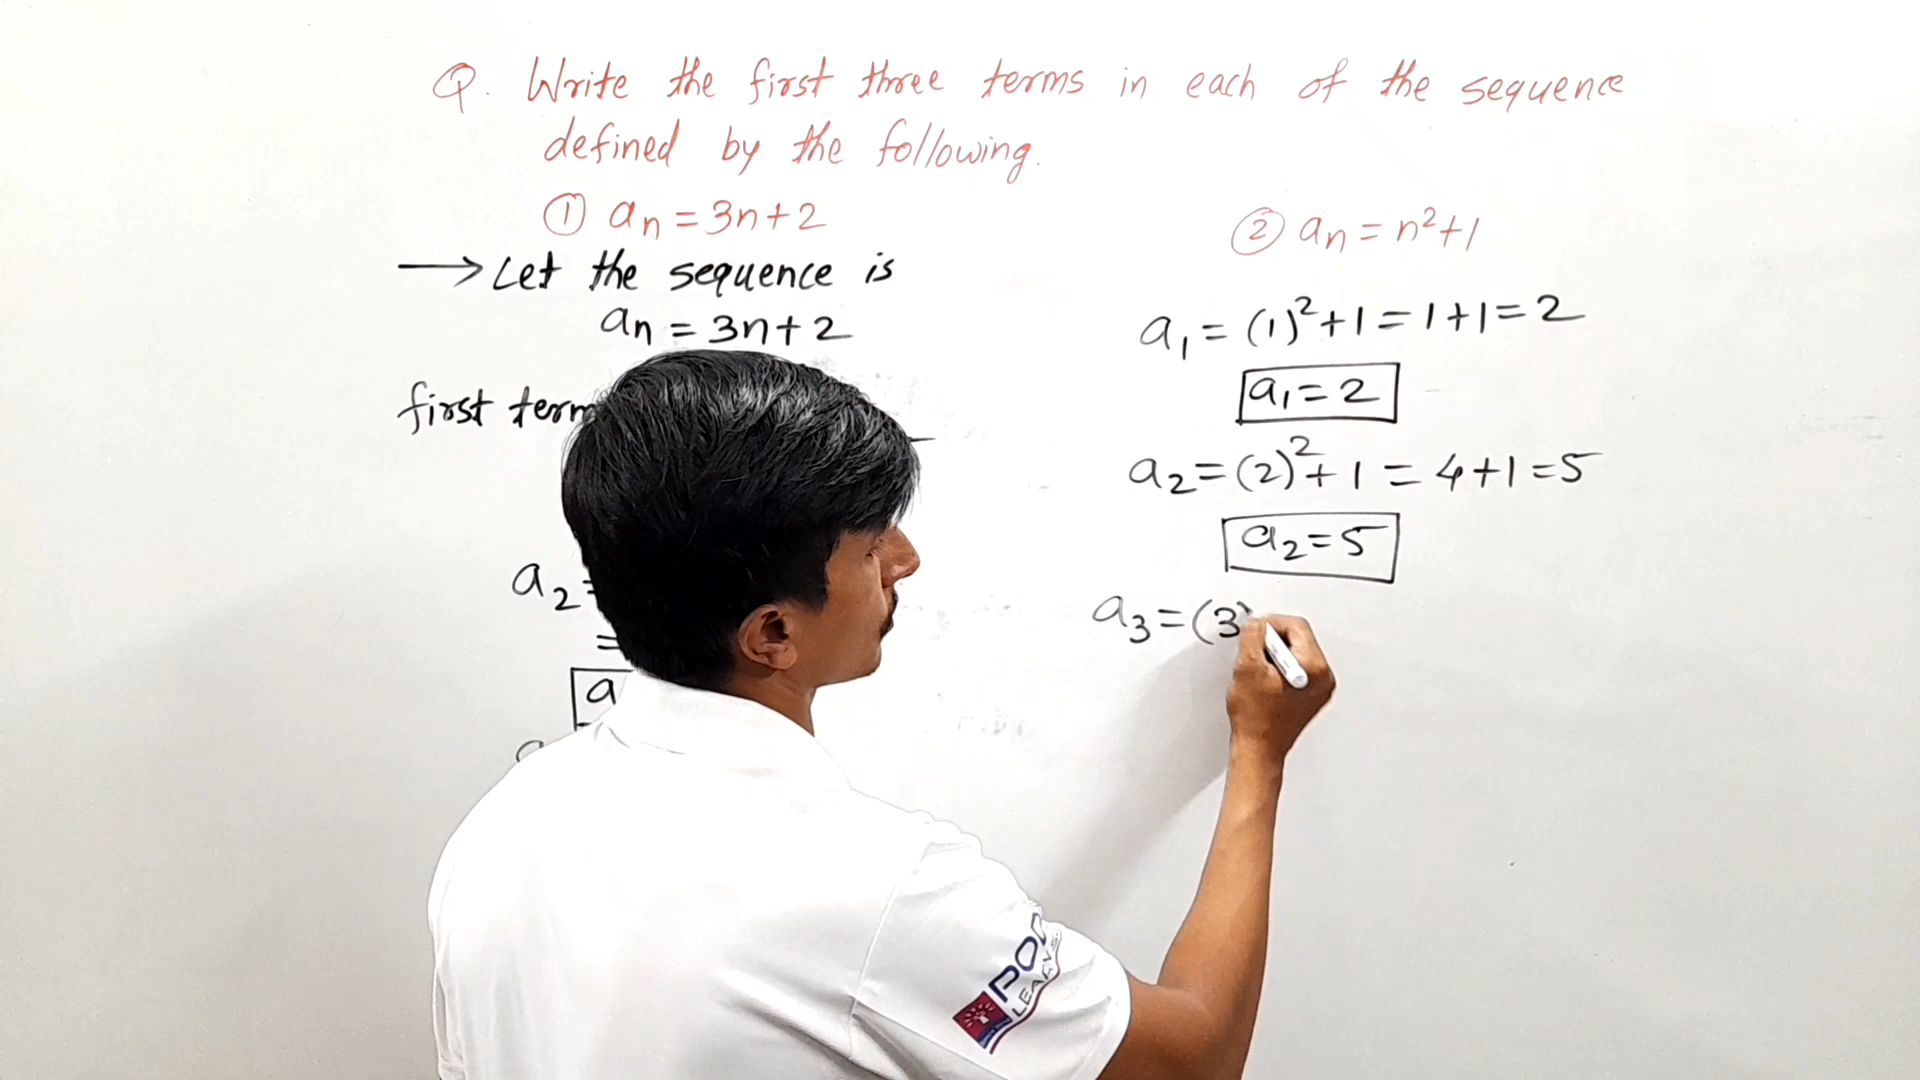 Q. Write the first three terms in each of the sequence
defined by the following.
① aₙ = 3n+2
→ Let the sequence is
aₙ = 3n+2
first term
a₂
=
a
② aₙ = n²+1
a₁ = (1)²+1 = 1+1 = 2
a₁ = 2
a₂ = (2)²+1 = 4+1 = 5
a₂ = 5
a₃ = (3)
LEARNS